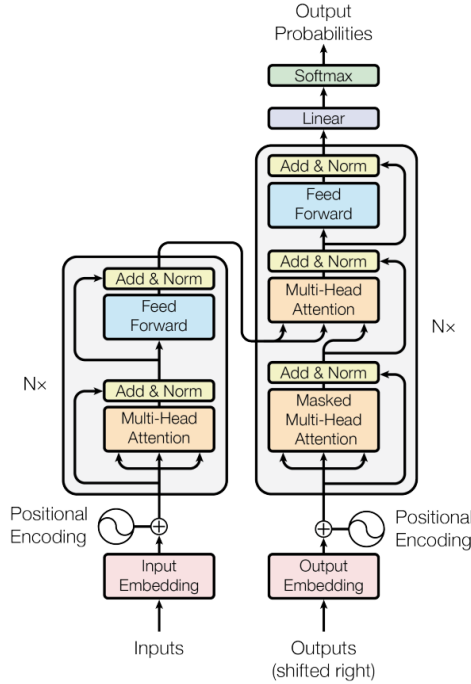 Output
Probabilities
Softmax
Linear
Add & Norm
Feed
Forward
Add & Norm
Multi-Head
Attention
Add & Norm
Masked
Multi-Head
Attention
N×
Add & Norm
Feed
Forward
Add & Norm
Multi-Head
Attention
N×
Positional
Encoding
Positional
Encoding
Input
Embedding
Output
Embedding
Inputs
Outputs
(shifted right)